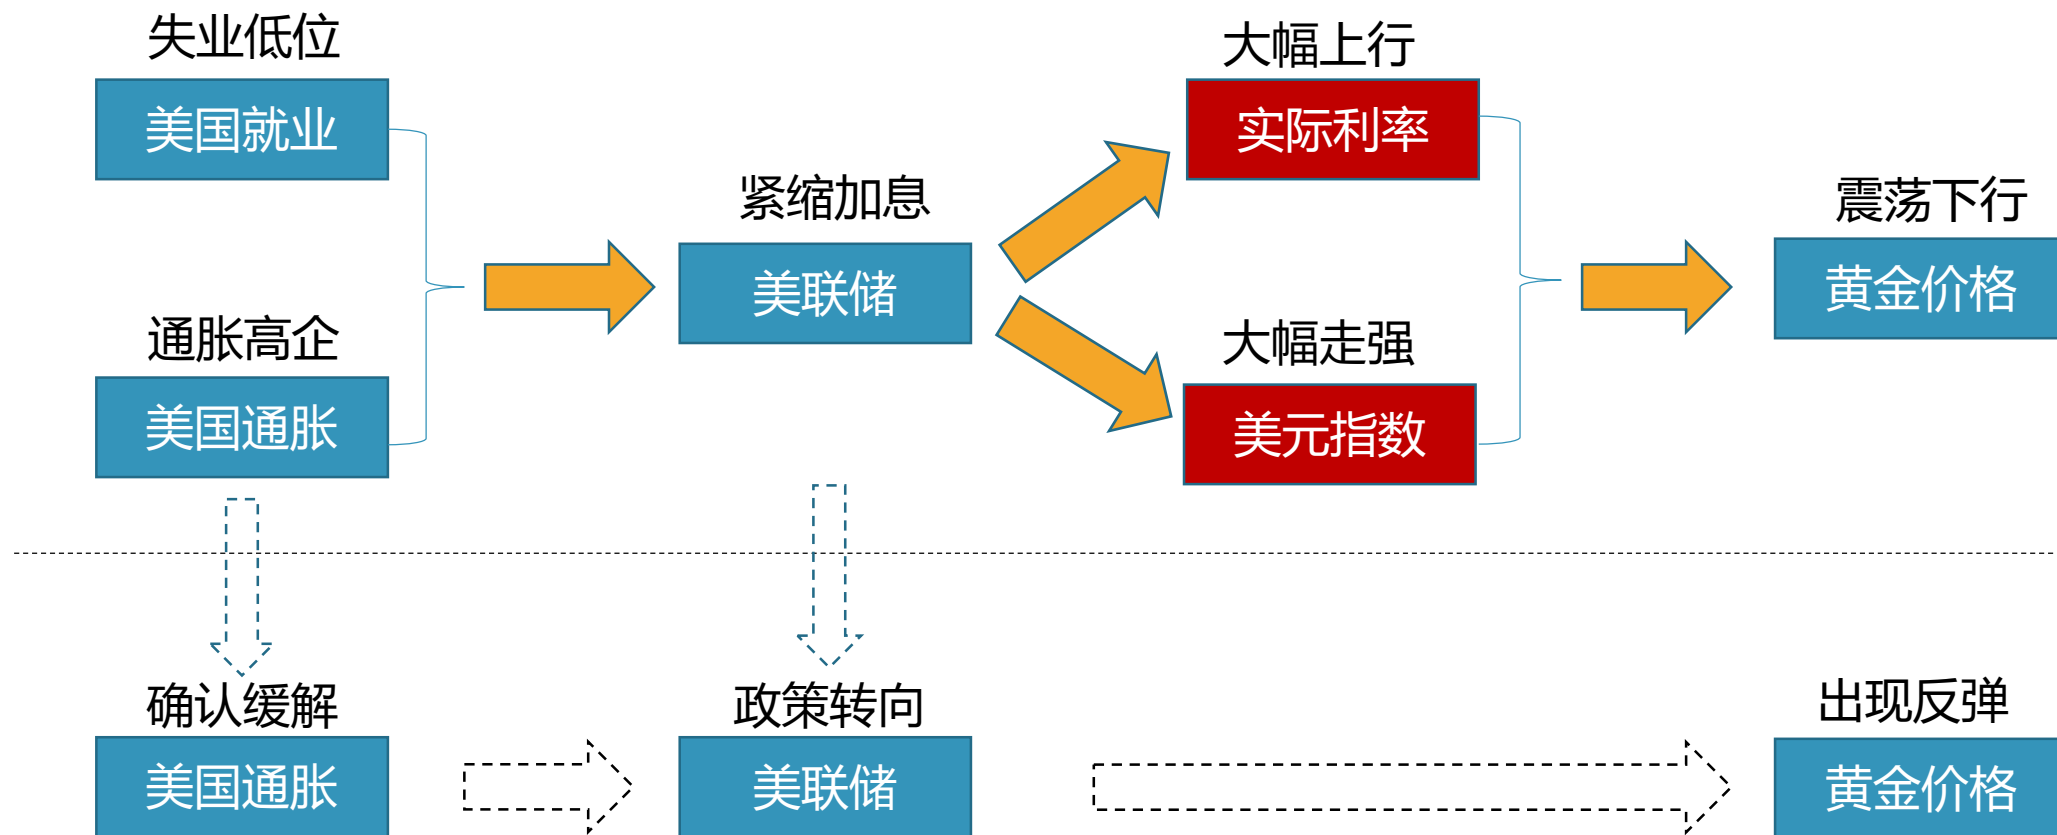 失业低位
美国就业
通胀高企
美国通胀
紧缩加息
美联储
大幅上行
实际利率
大幅走强
美元指数
震荡下行
黄金价格
确认缓解
美国通胀
政策转向
美联储
出现反弹
黄金价格